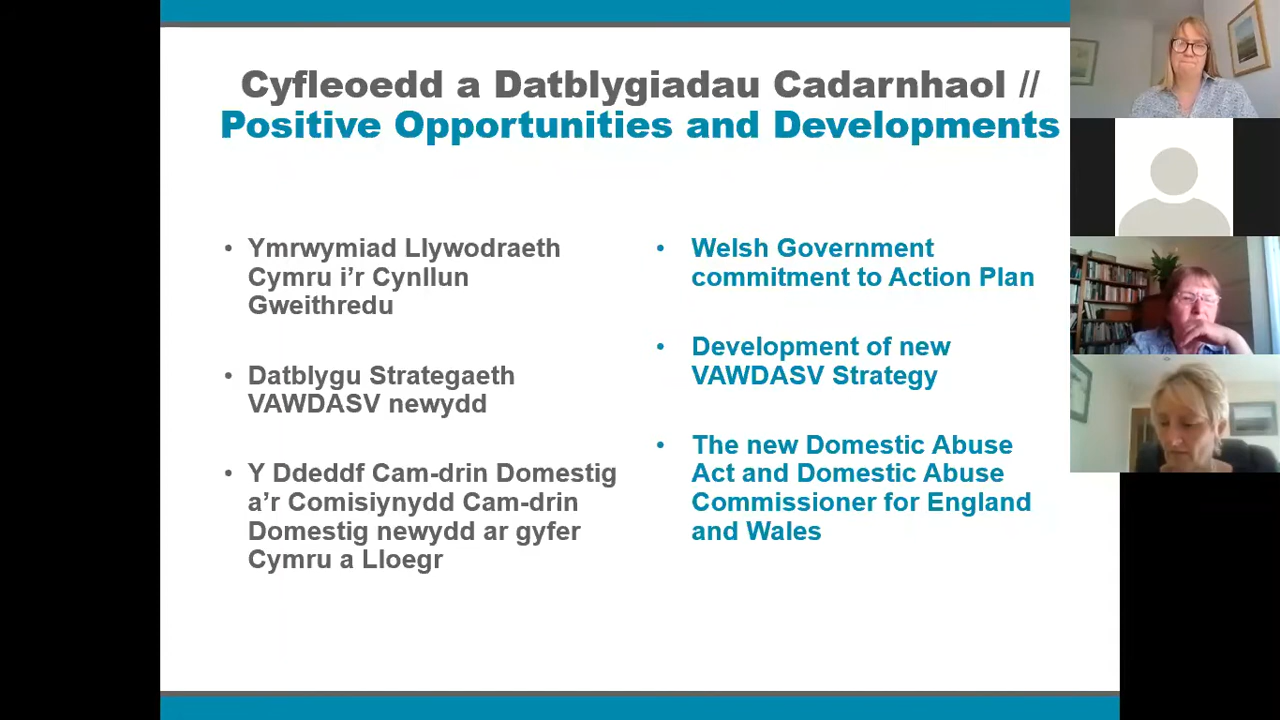 Cyfleoedd a Datblygiadau Cadarnhaol //
Positive Opportunities and Developments
• Ymrwymiad Llywodraeth
Cymru i’r Cynllun
Gweithredu
• Datblygu Strategaeth
VAWDASV newydd
• Y Ddeddf Cam-drin Domestig
a’r Comisiynydd Cam-drin
Domestig newydd ar gyfer
Cymru a Lloegr
• Welsh Government
commitment to Action Plan
• Development of new
VAWDASV Strategy
• The new Domestic Abuse
Act and Domestic Abuse
Commissioner for England
and Wales